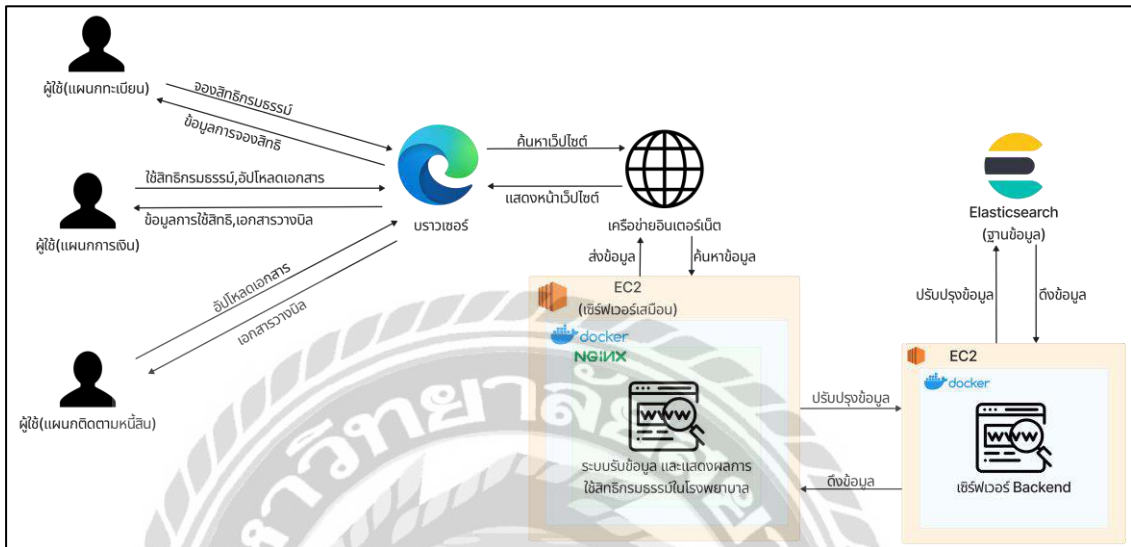 ผู้ใช้(แผนกทะเบียน)
จองสิทธิกรมธรรม์
ข้อมูลการจองสิทธิ
ใช้สิทธิกรมธรรม์,อัปโหลดเอกสาร
ข้อมูลการใช้สิทธิ,เอกสารวางบิล
ผู้ใช้(แผนกการเงิน)
อัปโหลดเอกสาร
เอกสารวางบิล
ผู้ใช้(แผนกติดตามหนี้สิน)
บราวเซอร์
ค้นหาเว็ปไซต์
แสดงหน้าเว็ปไซต์
เครือข่ายอินเตอร์เน็ต
ส่งข้อมูล
ค้นหาข้อมูล
EC2
(เซิร์ฟเวอร์เสมือน)
docker
NGINX
WWW
ระบบรับข้อมูล และแสดงผลการ
ใช้สิทธิกรมธรรม์ในโรงพยาบาล
ปรับปรุงข้อมูล
ดึงข้อมูล
Elasticsearch
(ฐานข้อมูล)
ปรับปรุงข้อมูล
ดึงข้อมูล
EC2
docker
WWW
เซิร์ฟเวอร์ Backend